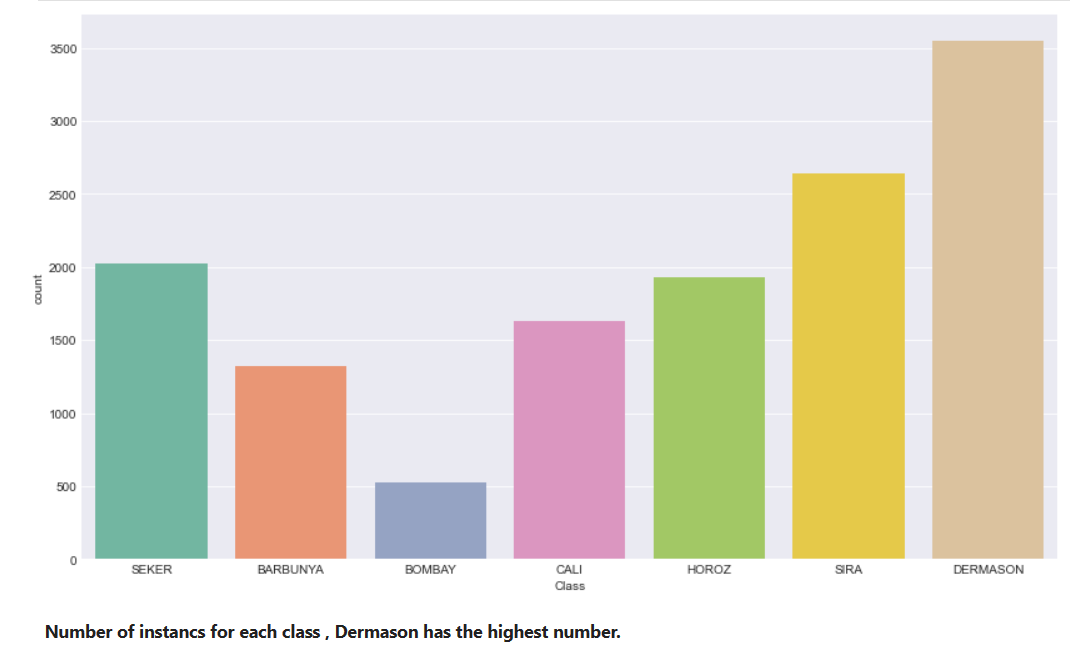 3500
3000
2500
2000
1500
1000
500
0
count
SEKER BARBUNYA BOMBAY CALI HOROZ SIRA DERMASON
Class
Number of instancs for each class , Dermason has the highest number.